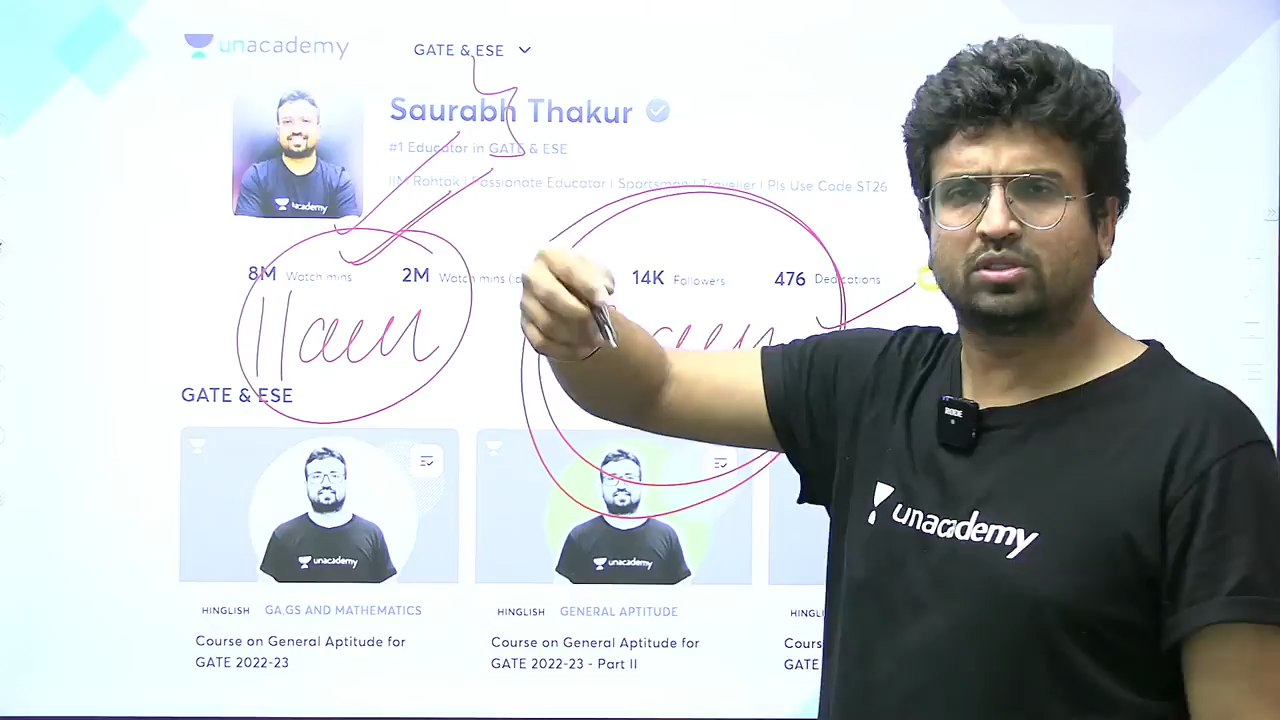 unacademy
GATE & ESE
Saurabh Thakur
#1 Educator in GATE & ESE
IIM Rohtak | Passionate Educator | Sportsman | Traveller | Pls Use Code ST26
unacademy
8M Watch mins
2M Watch mins
14K Followers
476 Dedications
GATE & ESE
RODE
unacademy
unacademy
unacademy
HINGLISH GA,GS AND MATHEMATICS
Course on General Aptitude for
GATE 2022-23
HINGLISH GENERAL APTITUDE
Course on General Aptitude for
GATE 2022-23 - Part II
GATE